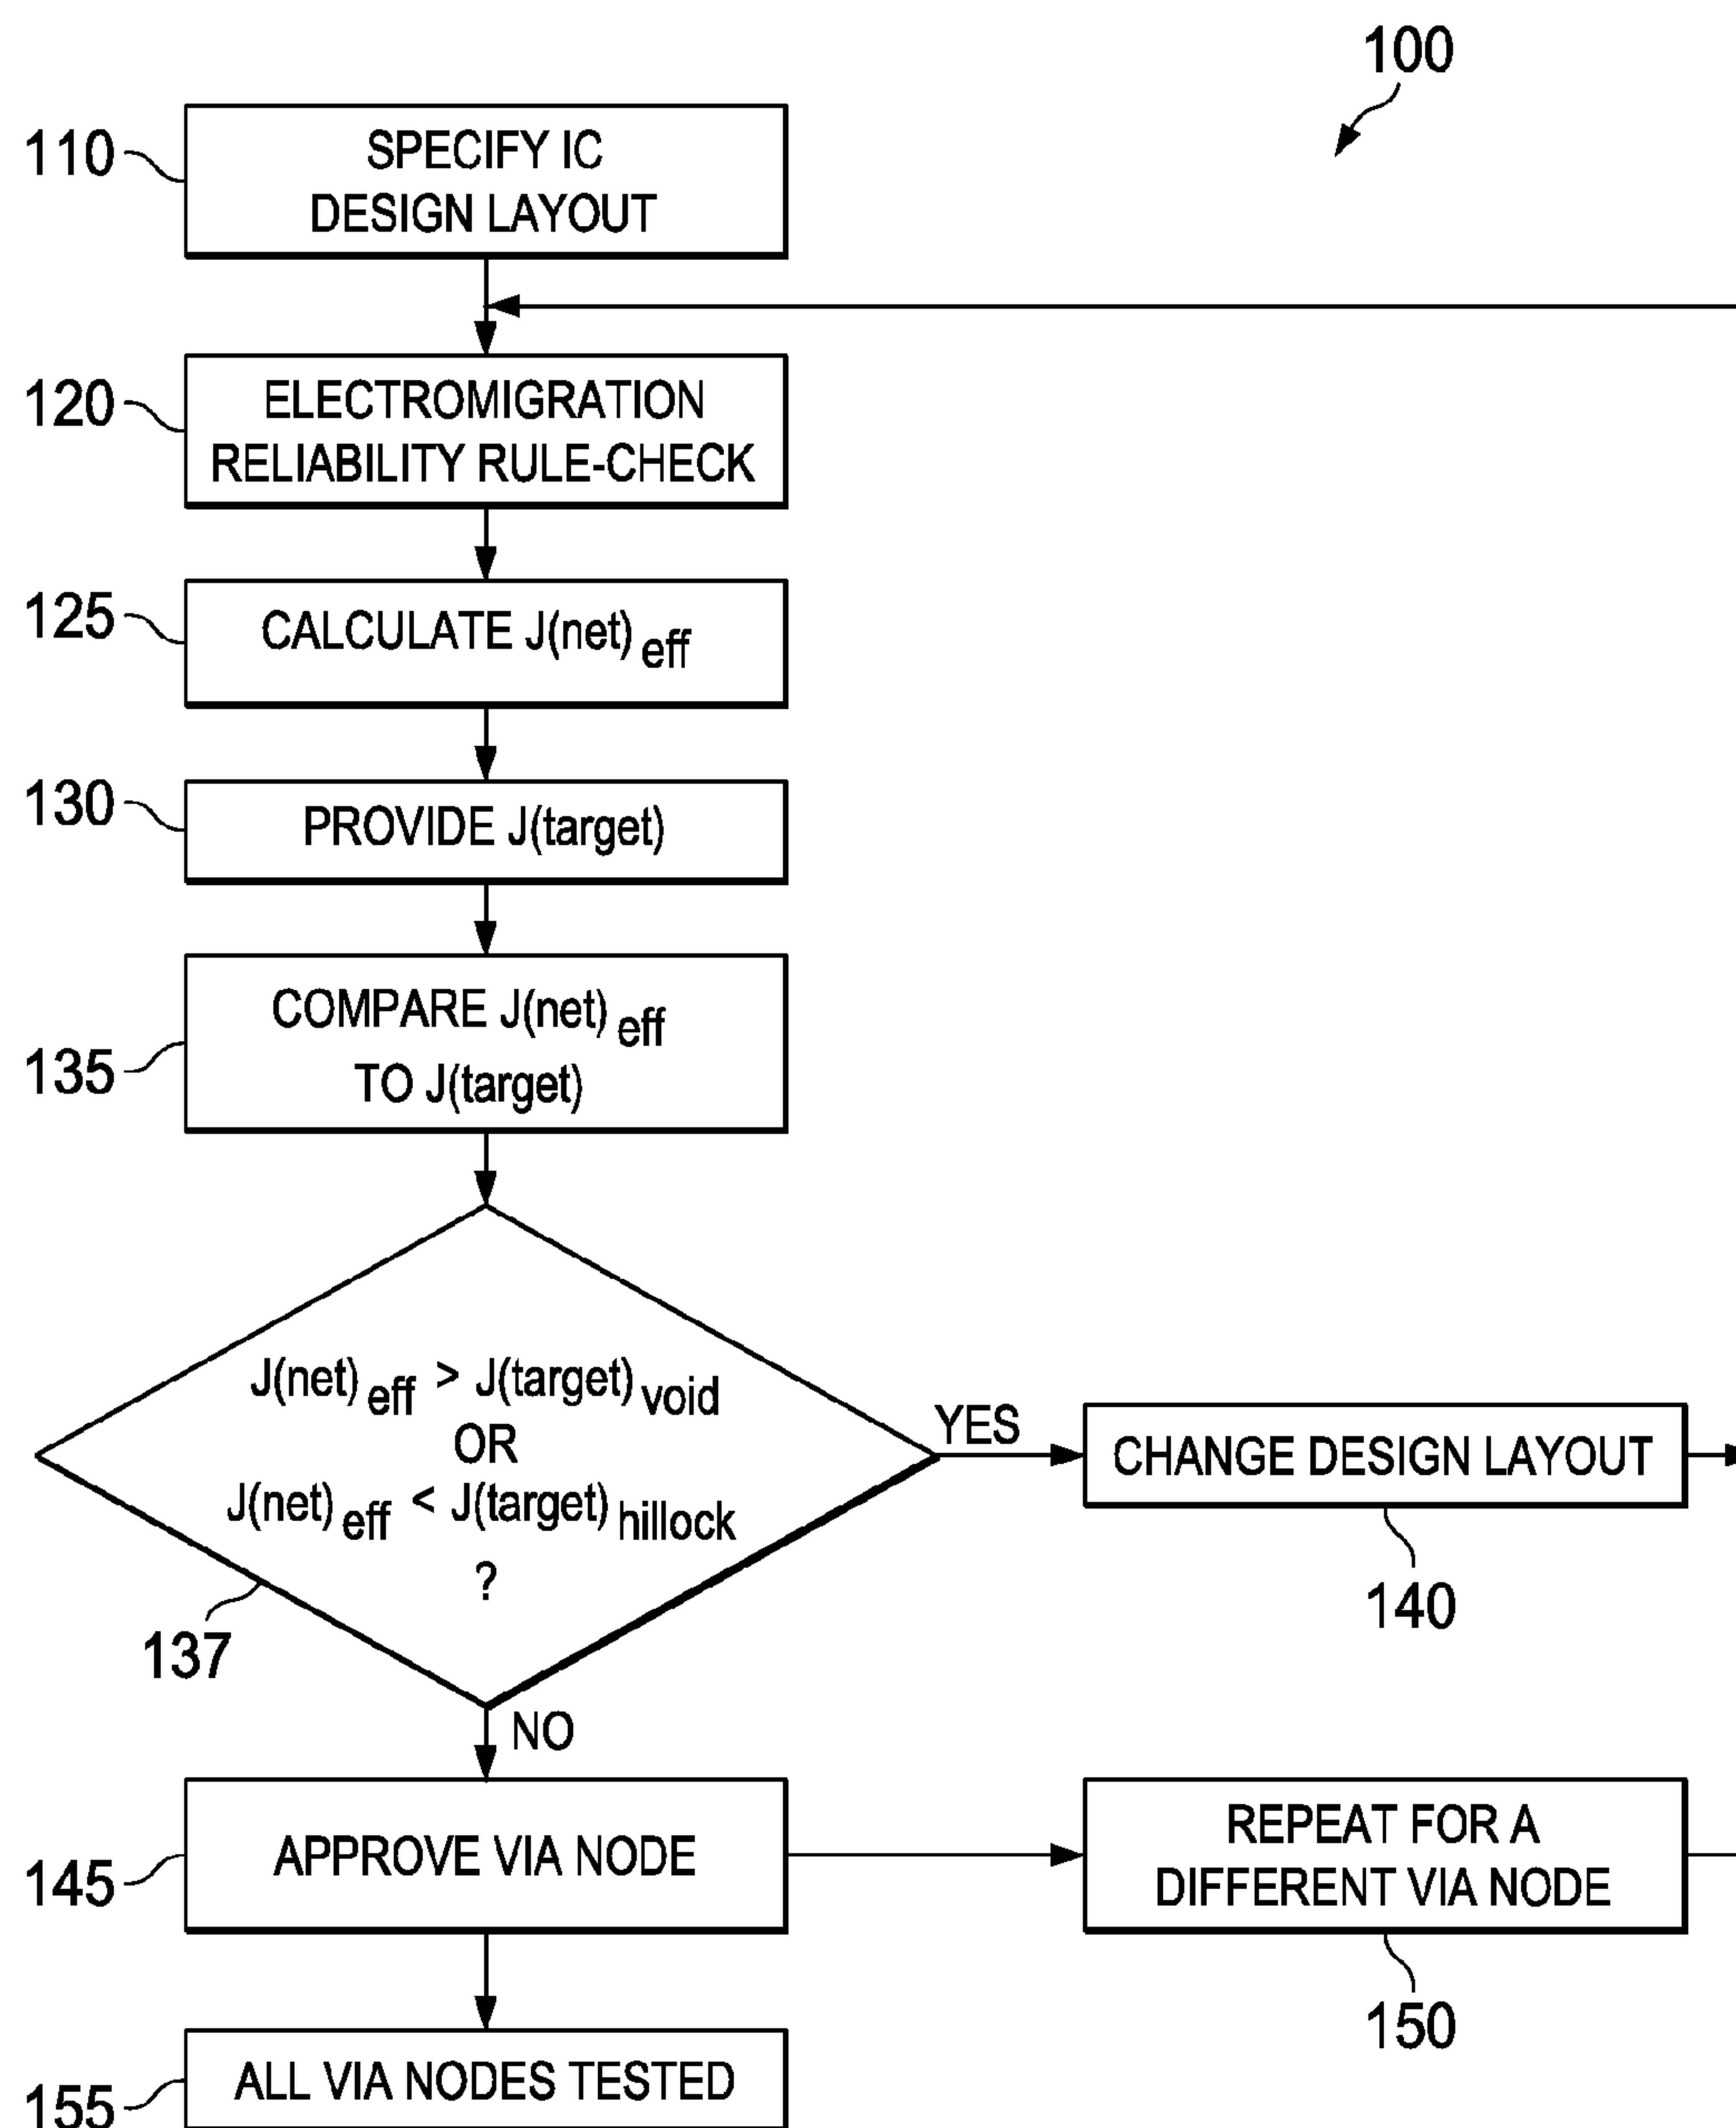 100
110
SPECIFY IC
DESIGN LAYOUT
120
ELECTROMIGRATION
RELIABILITY RULE-CHECK
125
CALCULATE J(net) eff
130
PROVIDE J(target)
135
COMPARE J(net) eff
TO J(target)
J(net) eff > J(target) void
OR
J(net) eff < J(target) hillock
?
137
YES
CHANGE DESIGN LAYOUT
140
NO
145
APPROVE VIA NODE
REPEAT FOR A
DIFFERENT VIA NODE
150
155
ALL VIA NODES TESTED